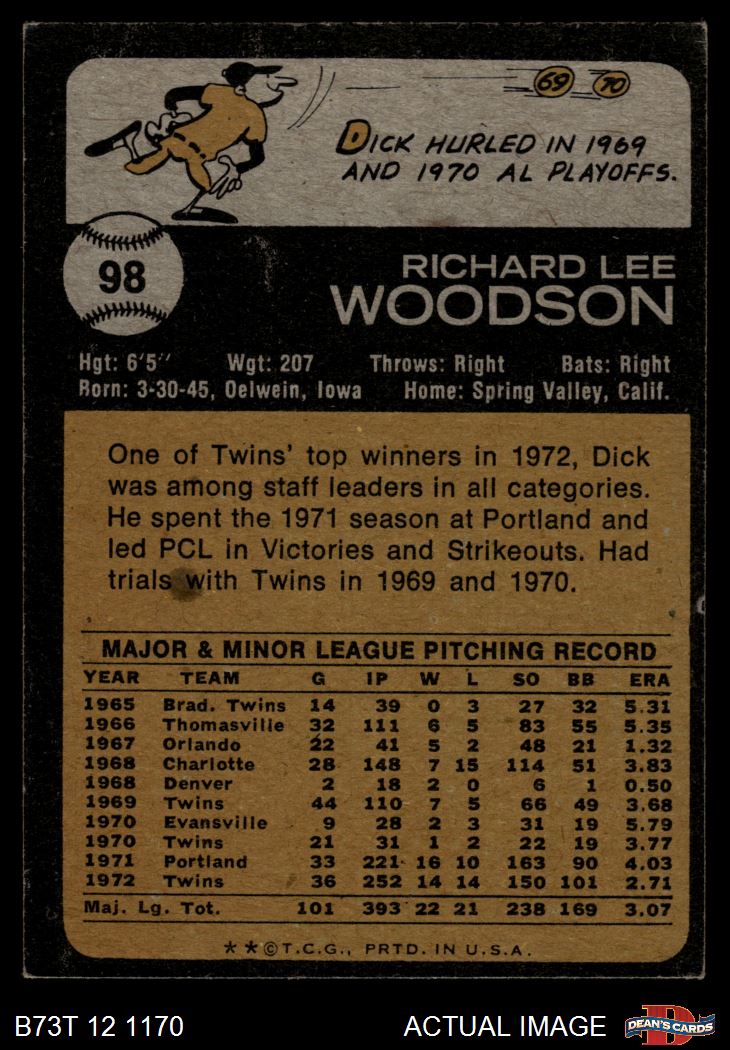 69 70
DICK HURLED IN 1969
AND 1970 AL PLAYOFFS.
98
RICHARD LEE
WOODSON
Hgt: 6'5" Wgt: 207 Throws: Right Bats: Right
Born: 3-30-45, Oelwein, Iowa Home: Spring Valley, Calif.
One of Twins' top winners in 1972, Dick
was among staff leaders in all categories.
He spent the 1971 season at Portland and
led PCL in Victories and Strikeouts. Had
trials with Twins in 1969 and 1970.
MAJOR & MINOR LEAGUE PITCHING RECORD
YEAR TEAM G IP W L SO BB ERA
1965 Brad. Twins 14 39 0 3 27 32 5.31
1966 Thomasville 32 111 6 5 83 55 5.35
1967 Orlando 22 41 5 2 48 21 1.32
1968 Charlotte 28 148 7 15 114 51 3.83
1968 Denver 2 18 2 0 6 1 0.50
1969 Twins 44 110 7 5 66 49 3.68
1970 Evansville 9 28 2 3 31 19 5.79
1970 Twins 21 31 1 2 22 19 3.77
1971 Portland 33 221 16 10 163 90 4.03
1972 Twins 36 252 14 14 150 101 2.71
Maj. Lg. Tot. 101 393 22 21 238 169 3.07
**©T.C.G., PRTD. IN U.S.A.
B73T 12 1170 ACTUAL IMAGE D DEAN'S CARDS